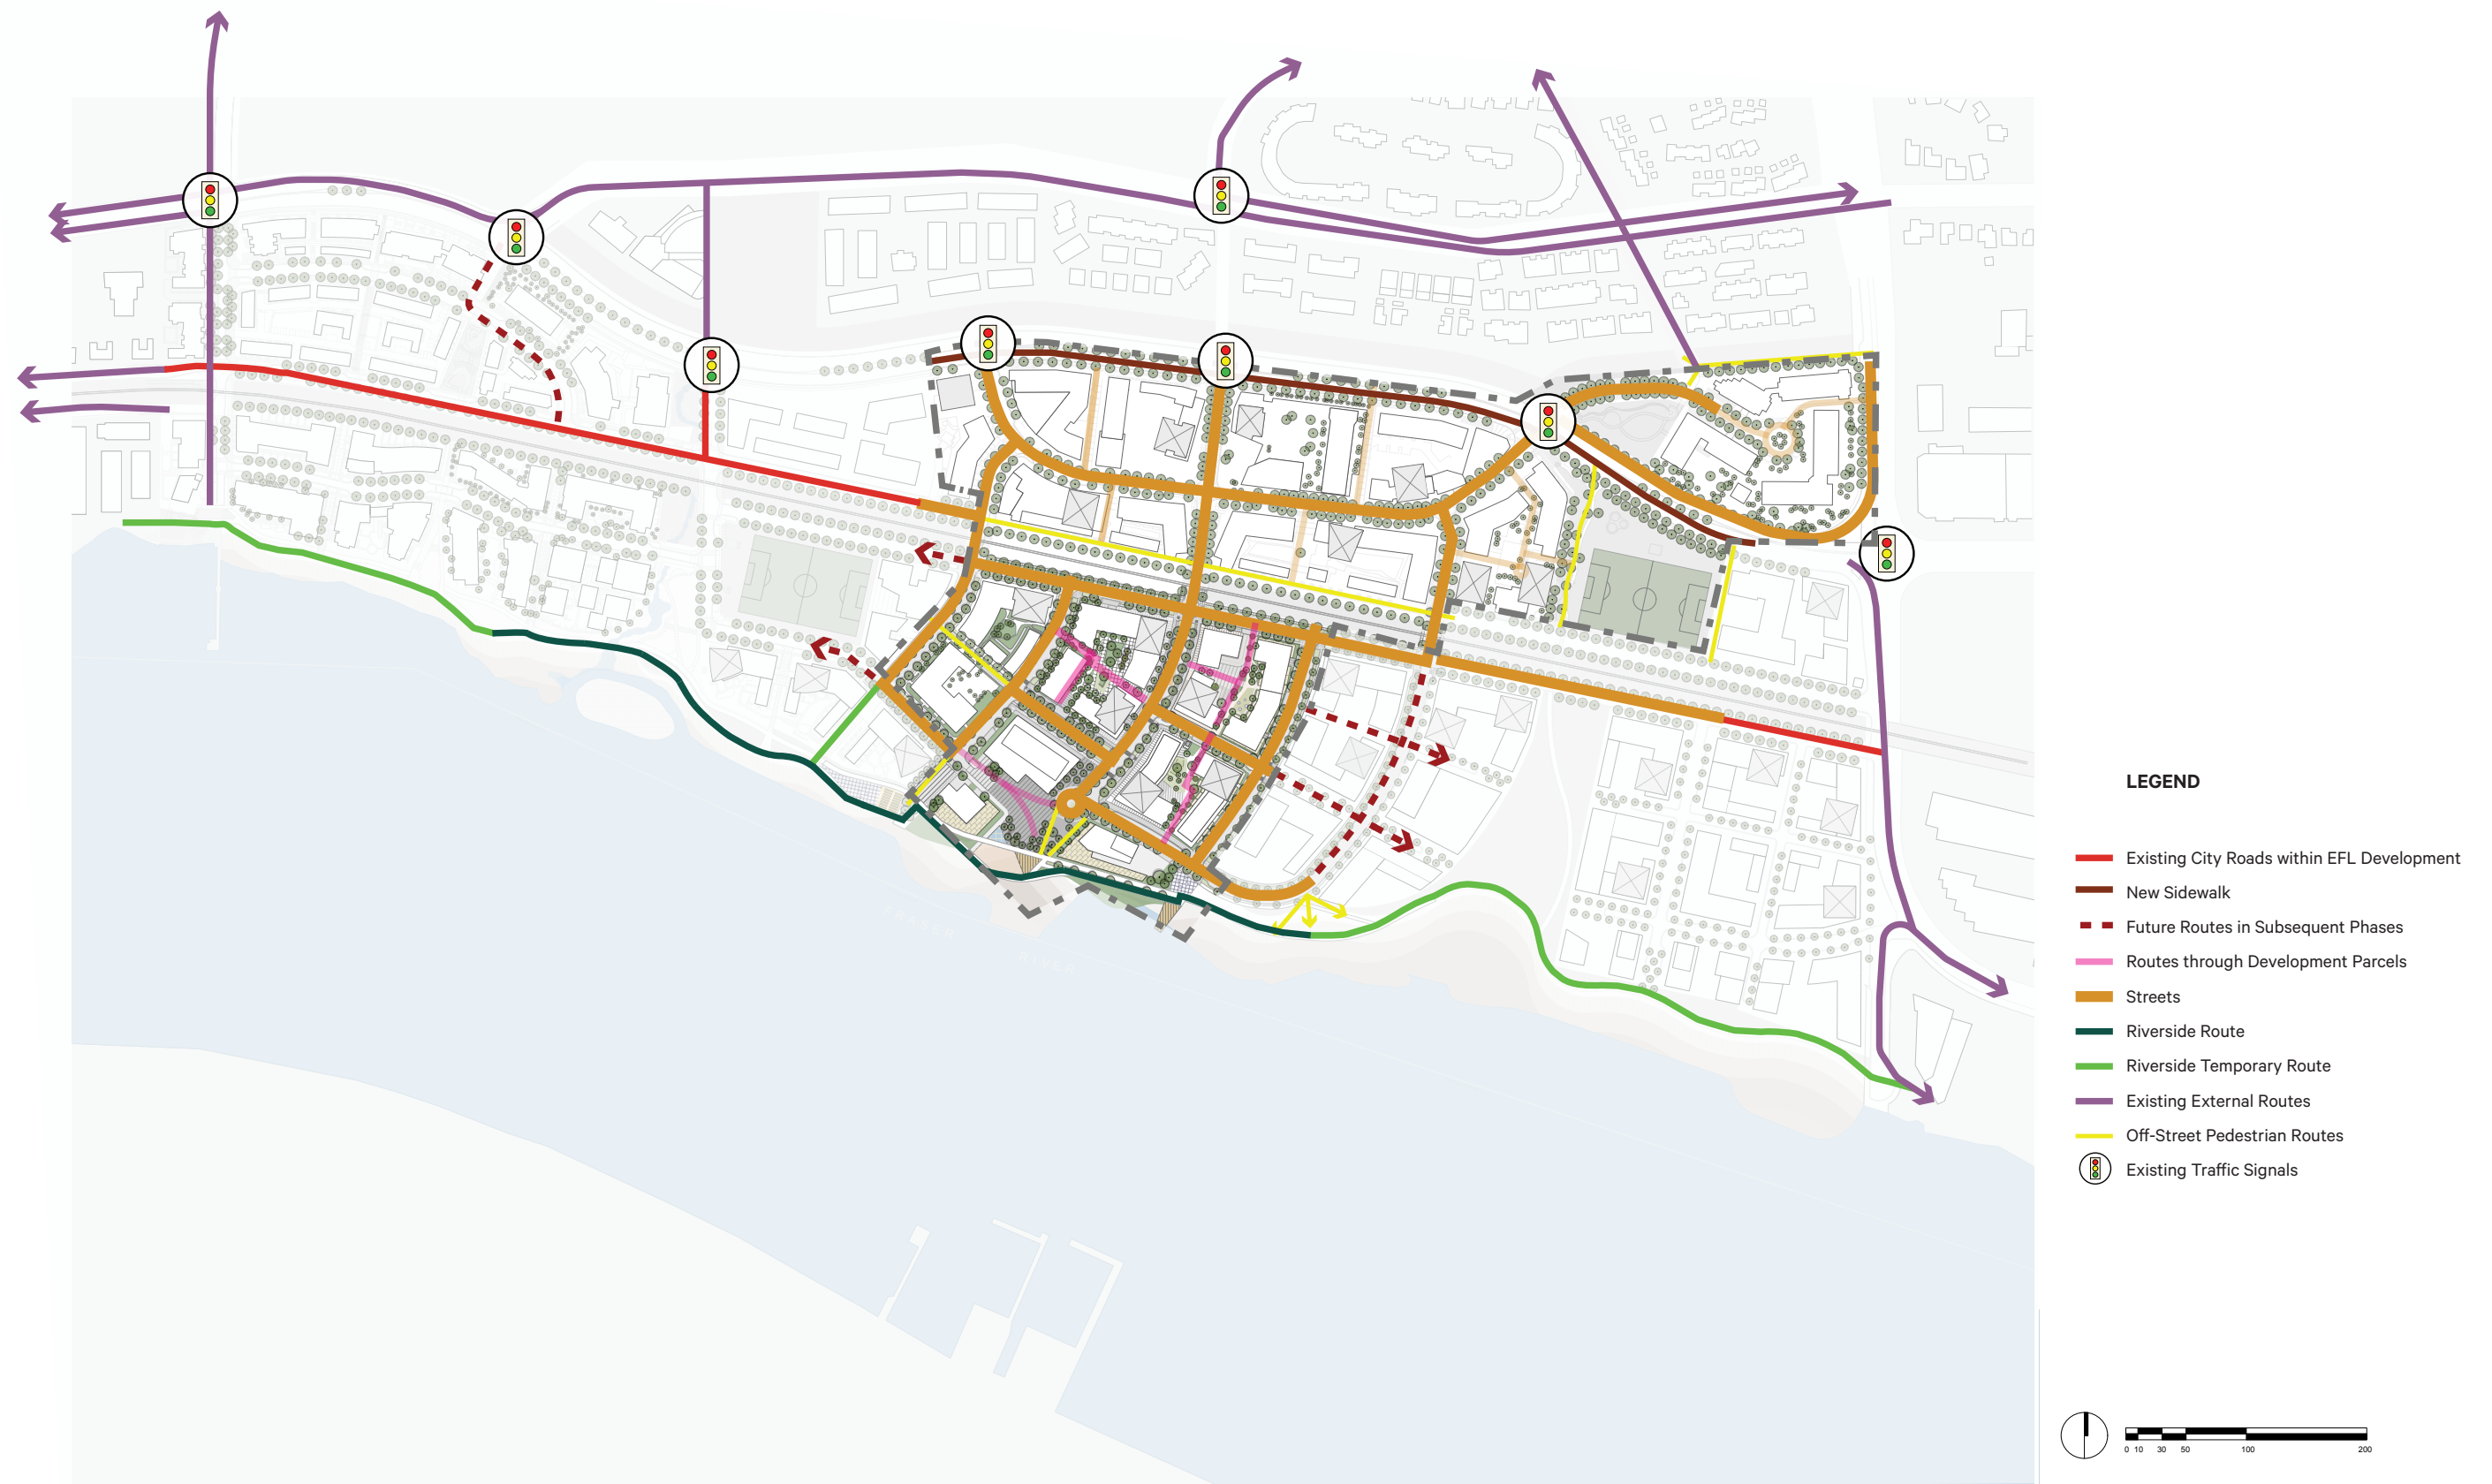 FRASER
RIVER
LEGEND
Existing City Roads within EFL Development
New Sidewalk
Future Routes in Subsequent Phases
Routes through Development Parcels
Streets
Riverside Route
Riverside Temporary Route
Existing External Routes
Off-Street Pedestrian Routes
Existing Traffic Signals
0 10 30 50 100 200